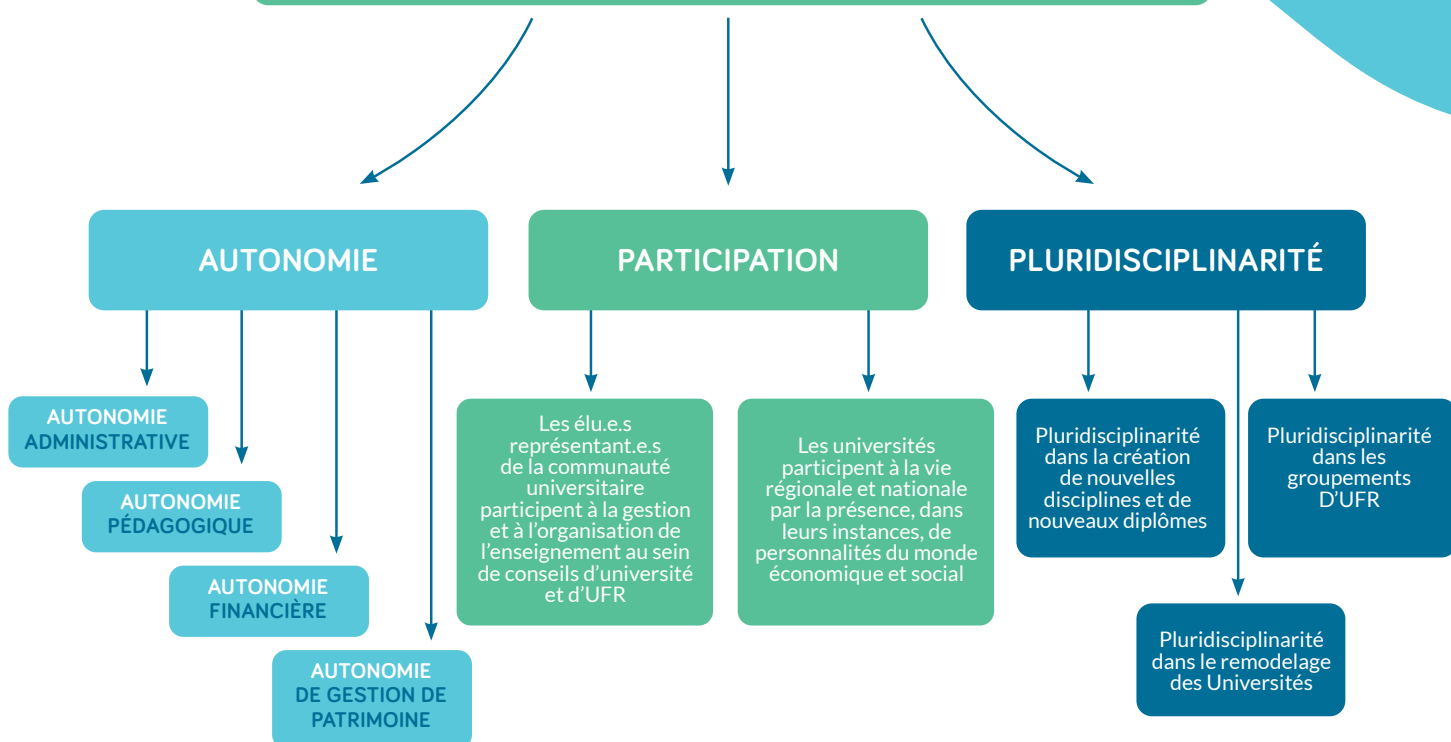 AUTONOMIE
PARTICIPATION
PLURIDISCIPLINARITÉ
AUTONOMIE
ADMINISTRATIVE
AUTONOMIE
PÉDAGOGIQUE
AUTONOMIE
FINANCIÈRE
AUTONOMIE
DE GESTION DE
PATRIMOINE
Les élu.e.s
représentant.e.s
de la communauté
universitaire
participent à la gestion
et à l’organisation de
l’enseignement au sein
de conseils d’université
et d’UFR
Les universités
participent à la vie
régionale et nationale
par la présence, dans
leurs instances, de
personnalités du monde
économique et social
Pluridisciplinarité
dans la création
de nouvelles
disciplines et de
nouveaux diplômes
Pluridisciplinarité
dans le remodelage
des Universités
Pluridisciplinarité
dans les
groupements
D’UFR